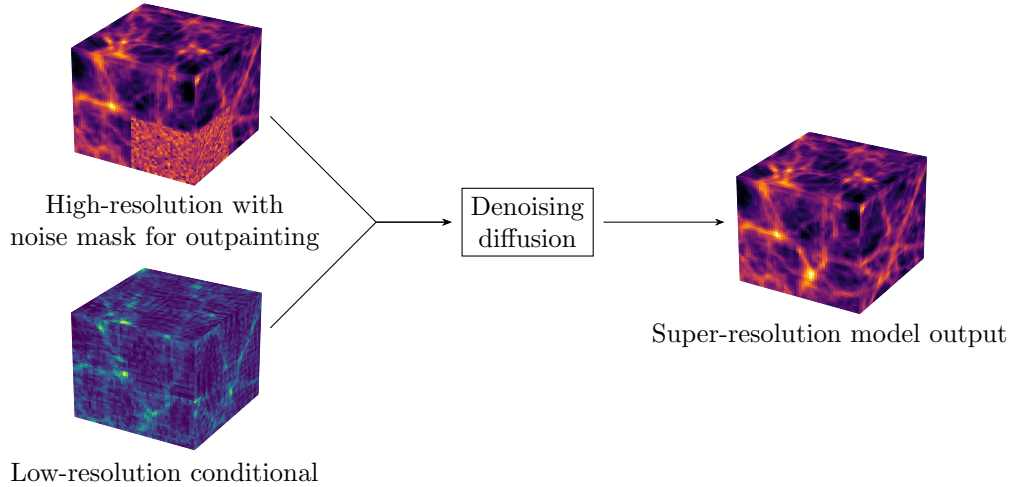 High-resolution with
noise mask for outpainting
Low-resolution conditional
Denoising
diffusion
Super-resolution model output